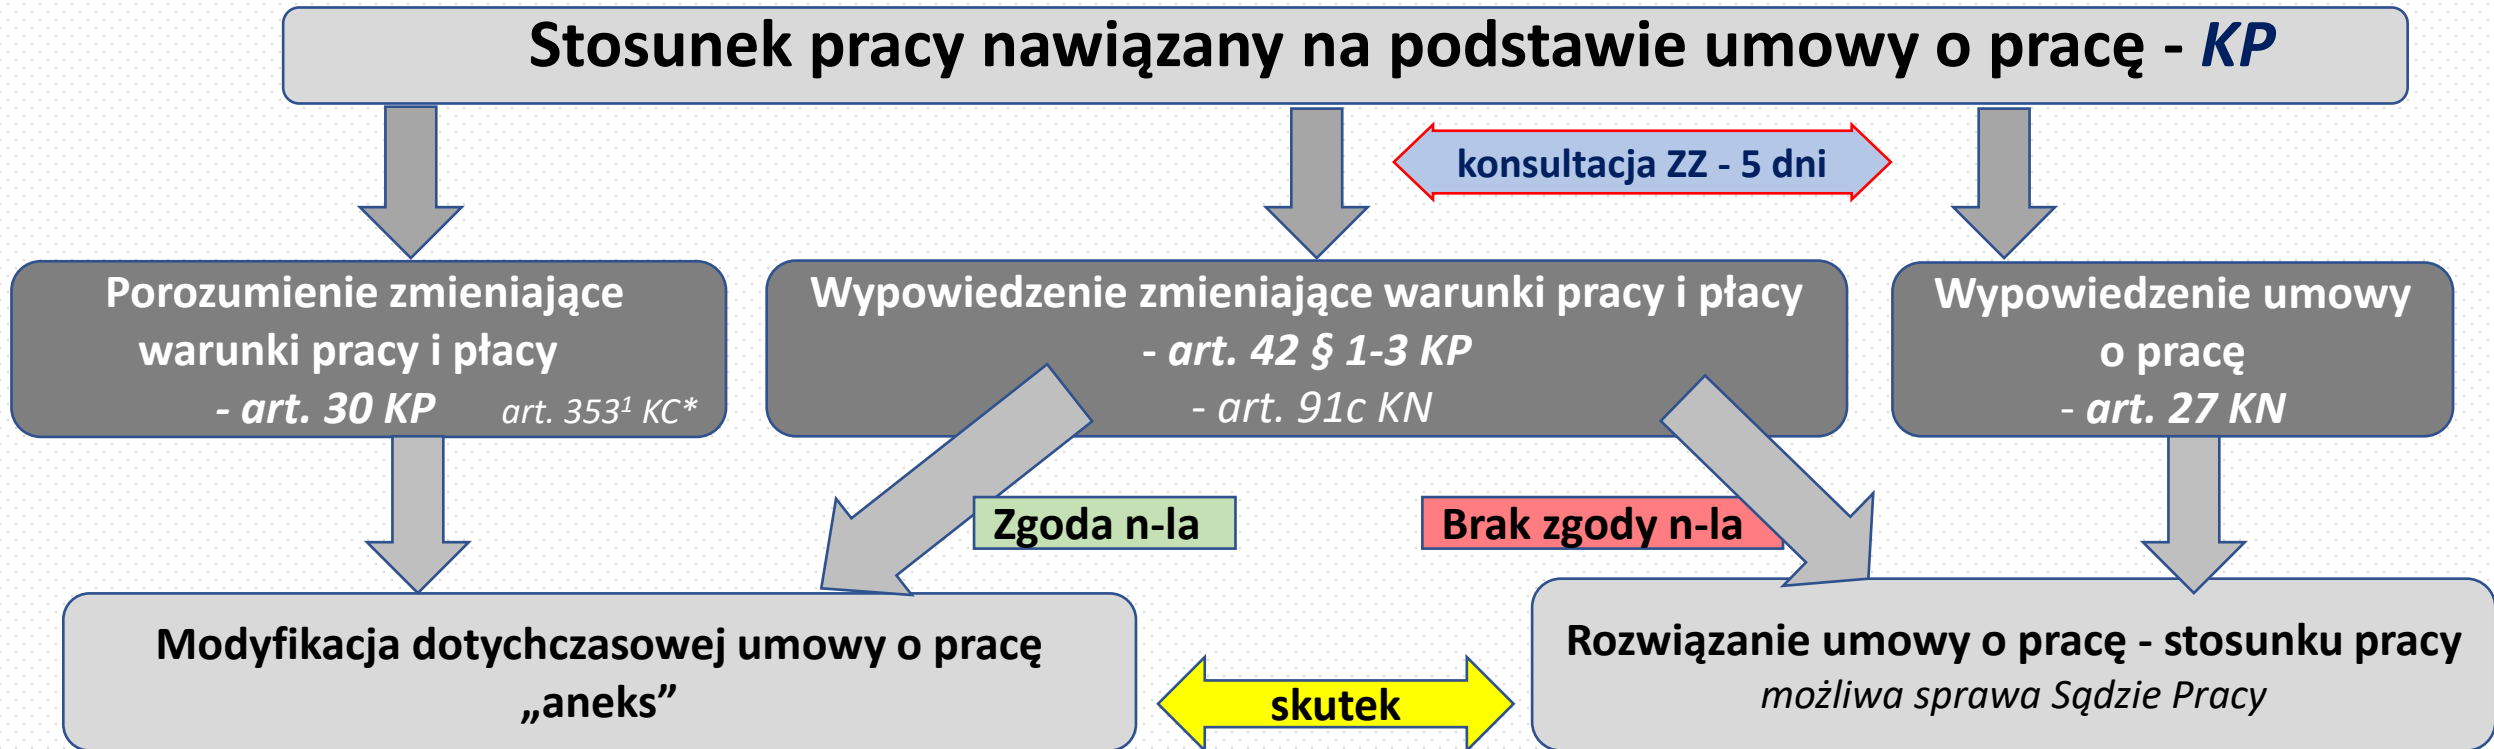 Stosunek pracy nawiązany na podstawie umowy o pracę - KP
konsultacja ZZ - 5 dni
Porozumienie zmieniające
warunki pracy i płacy
- art. 30 KP art. 353¹ KC*
Wypowiedzenie zmieniające warunki pracy i płacy
- art. 42 § 1-3 KP
- art. 91c KN
Wypowiedzenie umowy
o pracę
- art. 27 KN
Zgoda n-la
Brak zgody n-la
Modyfikacja dotychczasowej umowy o pracę
„aneks”
skutek
Rozwiązanie umowy o pracę - stosunku pracy
możliwa sprawa Sądzie Pracy